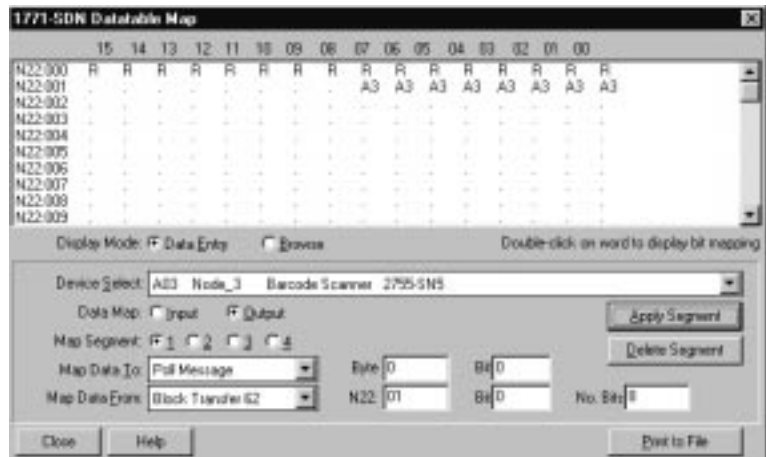 1771-SDN Datatable Map
15 14 13 12 11 10 09 08 07 06 05 04 03 02 01 00
N22:000 R R R R R R R R R R R R R R R R
N22:001 A3 A3 A3 A3 A3 A3 A3 A3
N22:002
N22:003
N22:004
N22:005
N22:006
N22:007
N22:008
N22:009
Display Mode: Data Entry Browse Double-click on word to display bit mapping
Device Select: A03 Node_3 Barcode Scanner 2755-SN5
Data Map: Input Output Apply Segment
Map Segment: 1 2 3 4 Delete Segment
Map Data To: Poll Message Byte 0 Bit 0
Map Data From: Block Transfer 62 N22: 01 Bit 0 No. Bits 8
Close Help Print to File